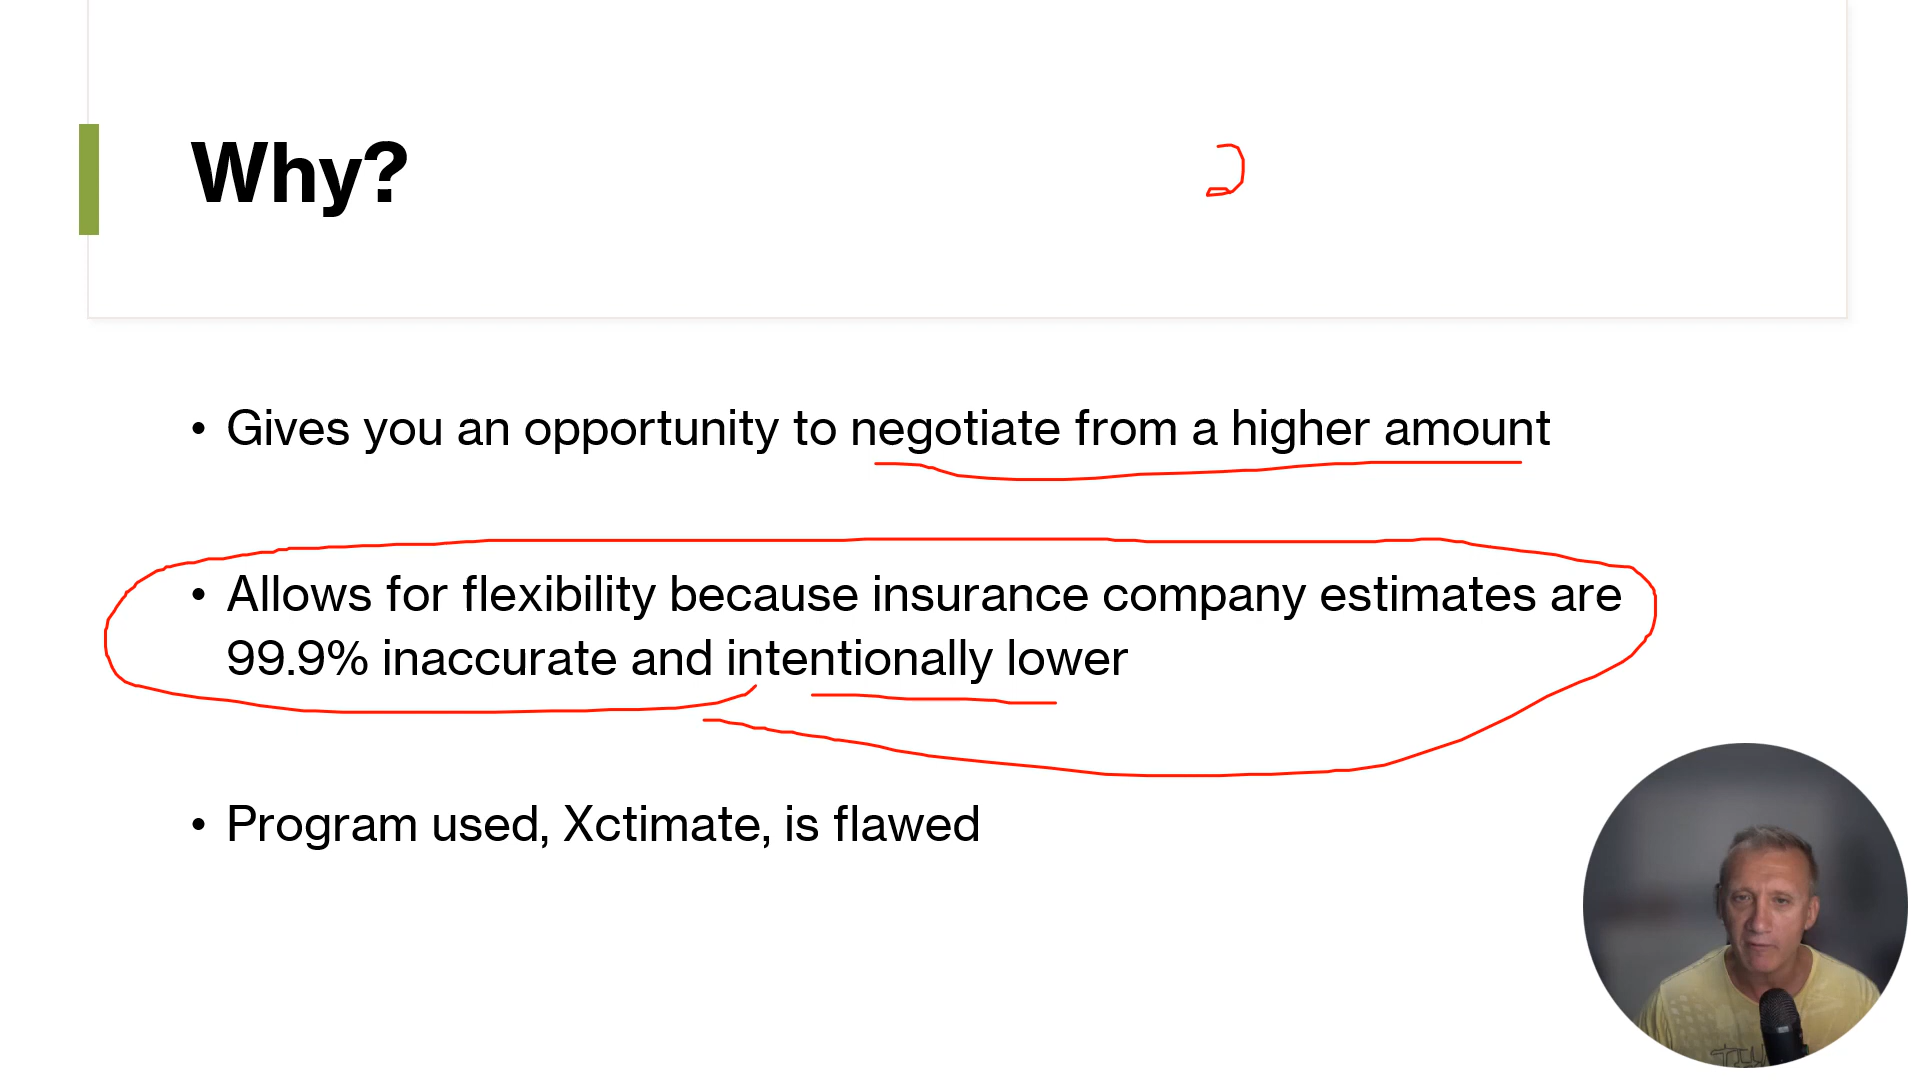 Why?
• Gives you an opportunity to negotiate from a higher amount
• Allows for flexibility because insurance company estimates are
99.9% inaccurate and intentionally lower
• Program used, Xctimate, is flawed